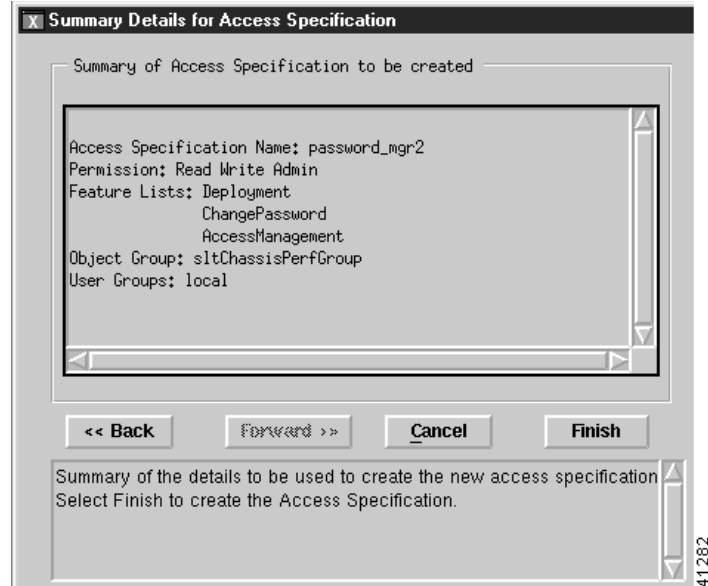 X Summary Details for Access Specification
Summary of Access Specification to be created
Access Specification Name: password_mgr2
Permission: Read Write Admin
Feature Lists: Deployment
ChangePassword
AccessManagement
Object Group: sltChassisPerfGroup
User Groups: local
<< Back Forward >> Cancel Finish
Summary of the details to be used to create the new access specification
Select Finish to create the Access Specification.
41282